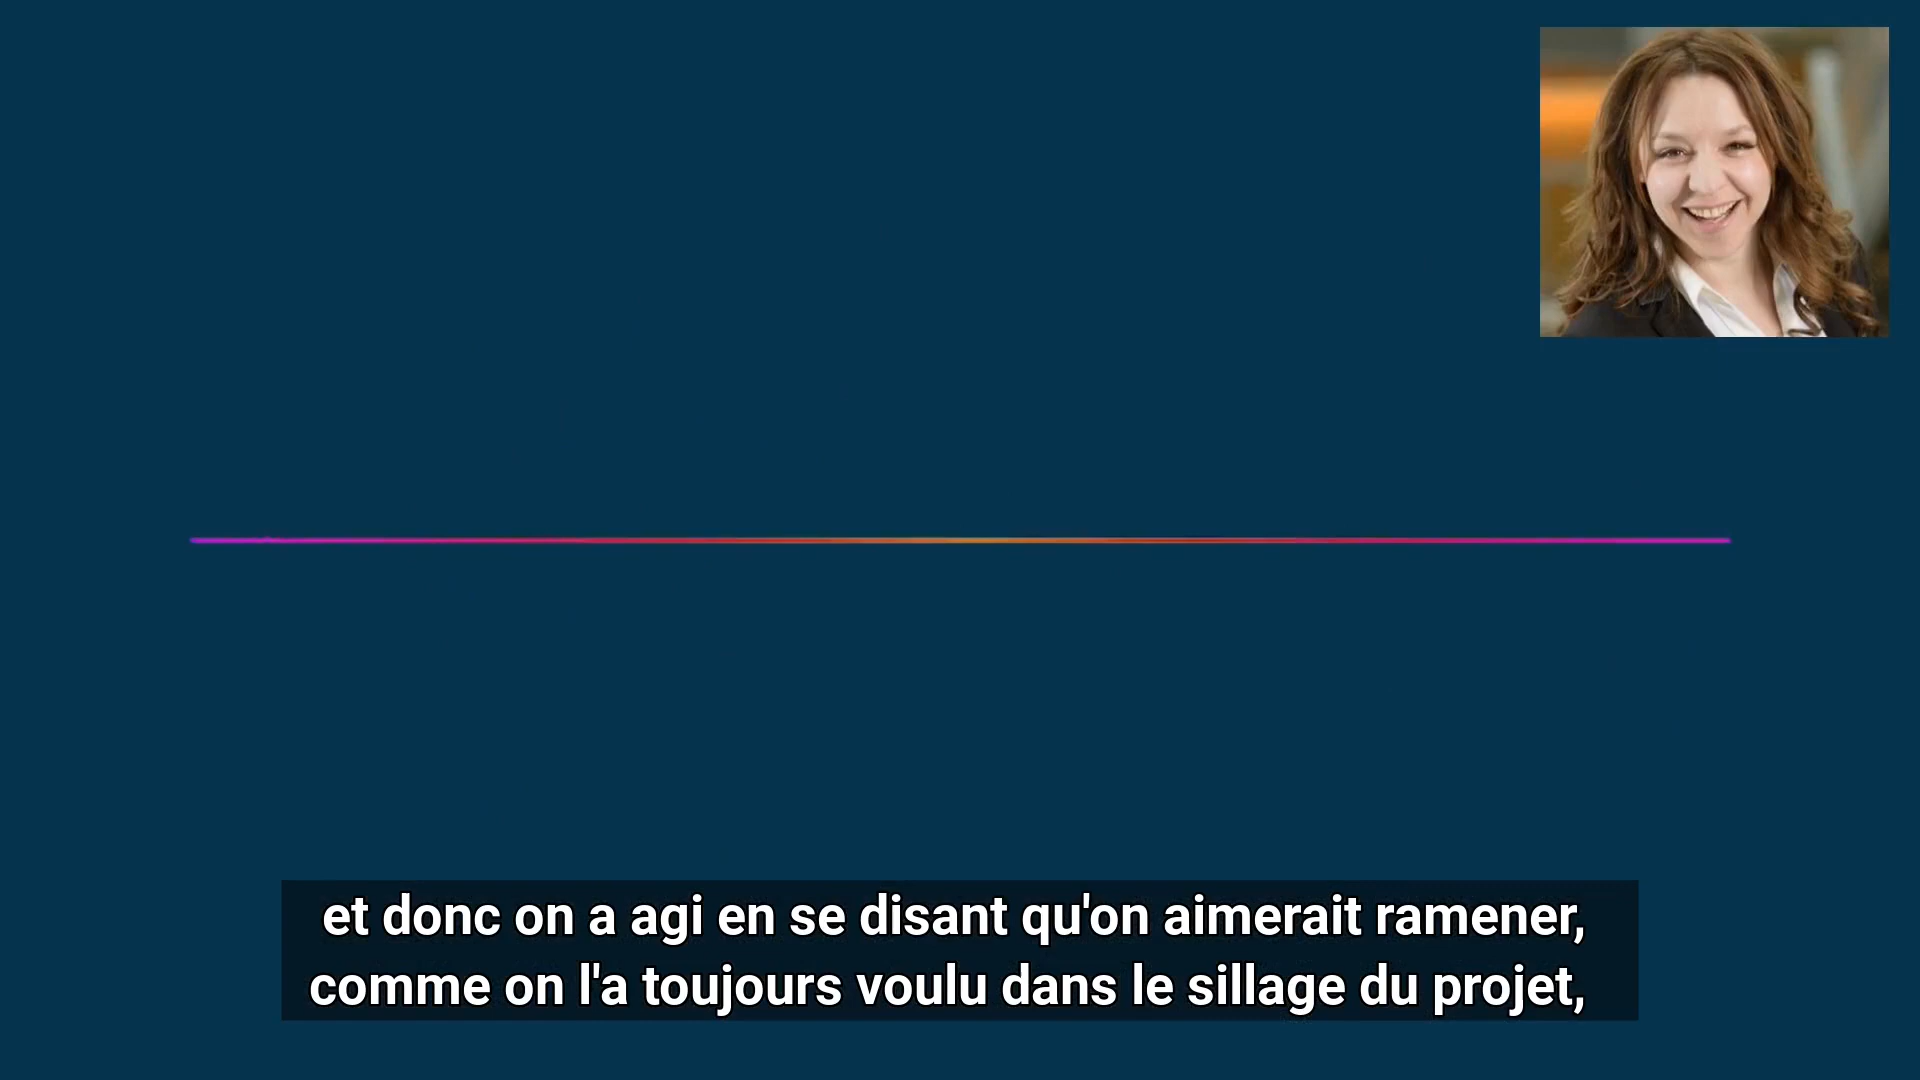 et donc on a agi en se disant qu'on aimerait ramener,
comme on l'a toujours voulu dans le sillage du projet,